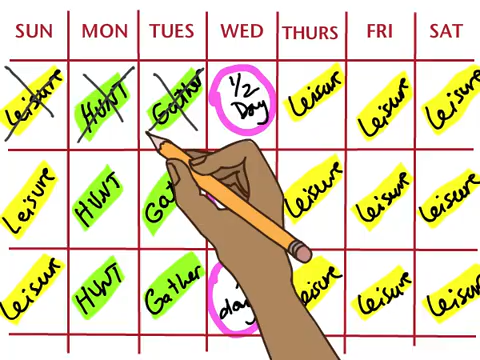 SUN MON TUES WED THURS FRI SAT
Leisure HUNT Gather 1/2 Day Leisure Leisure Leisure
Leisure HUNT Leisure Leisure Leisure
Leisure HUNT Gather day Leisure Leisure Leisure